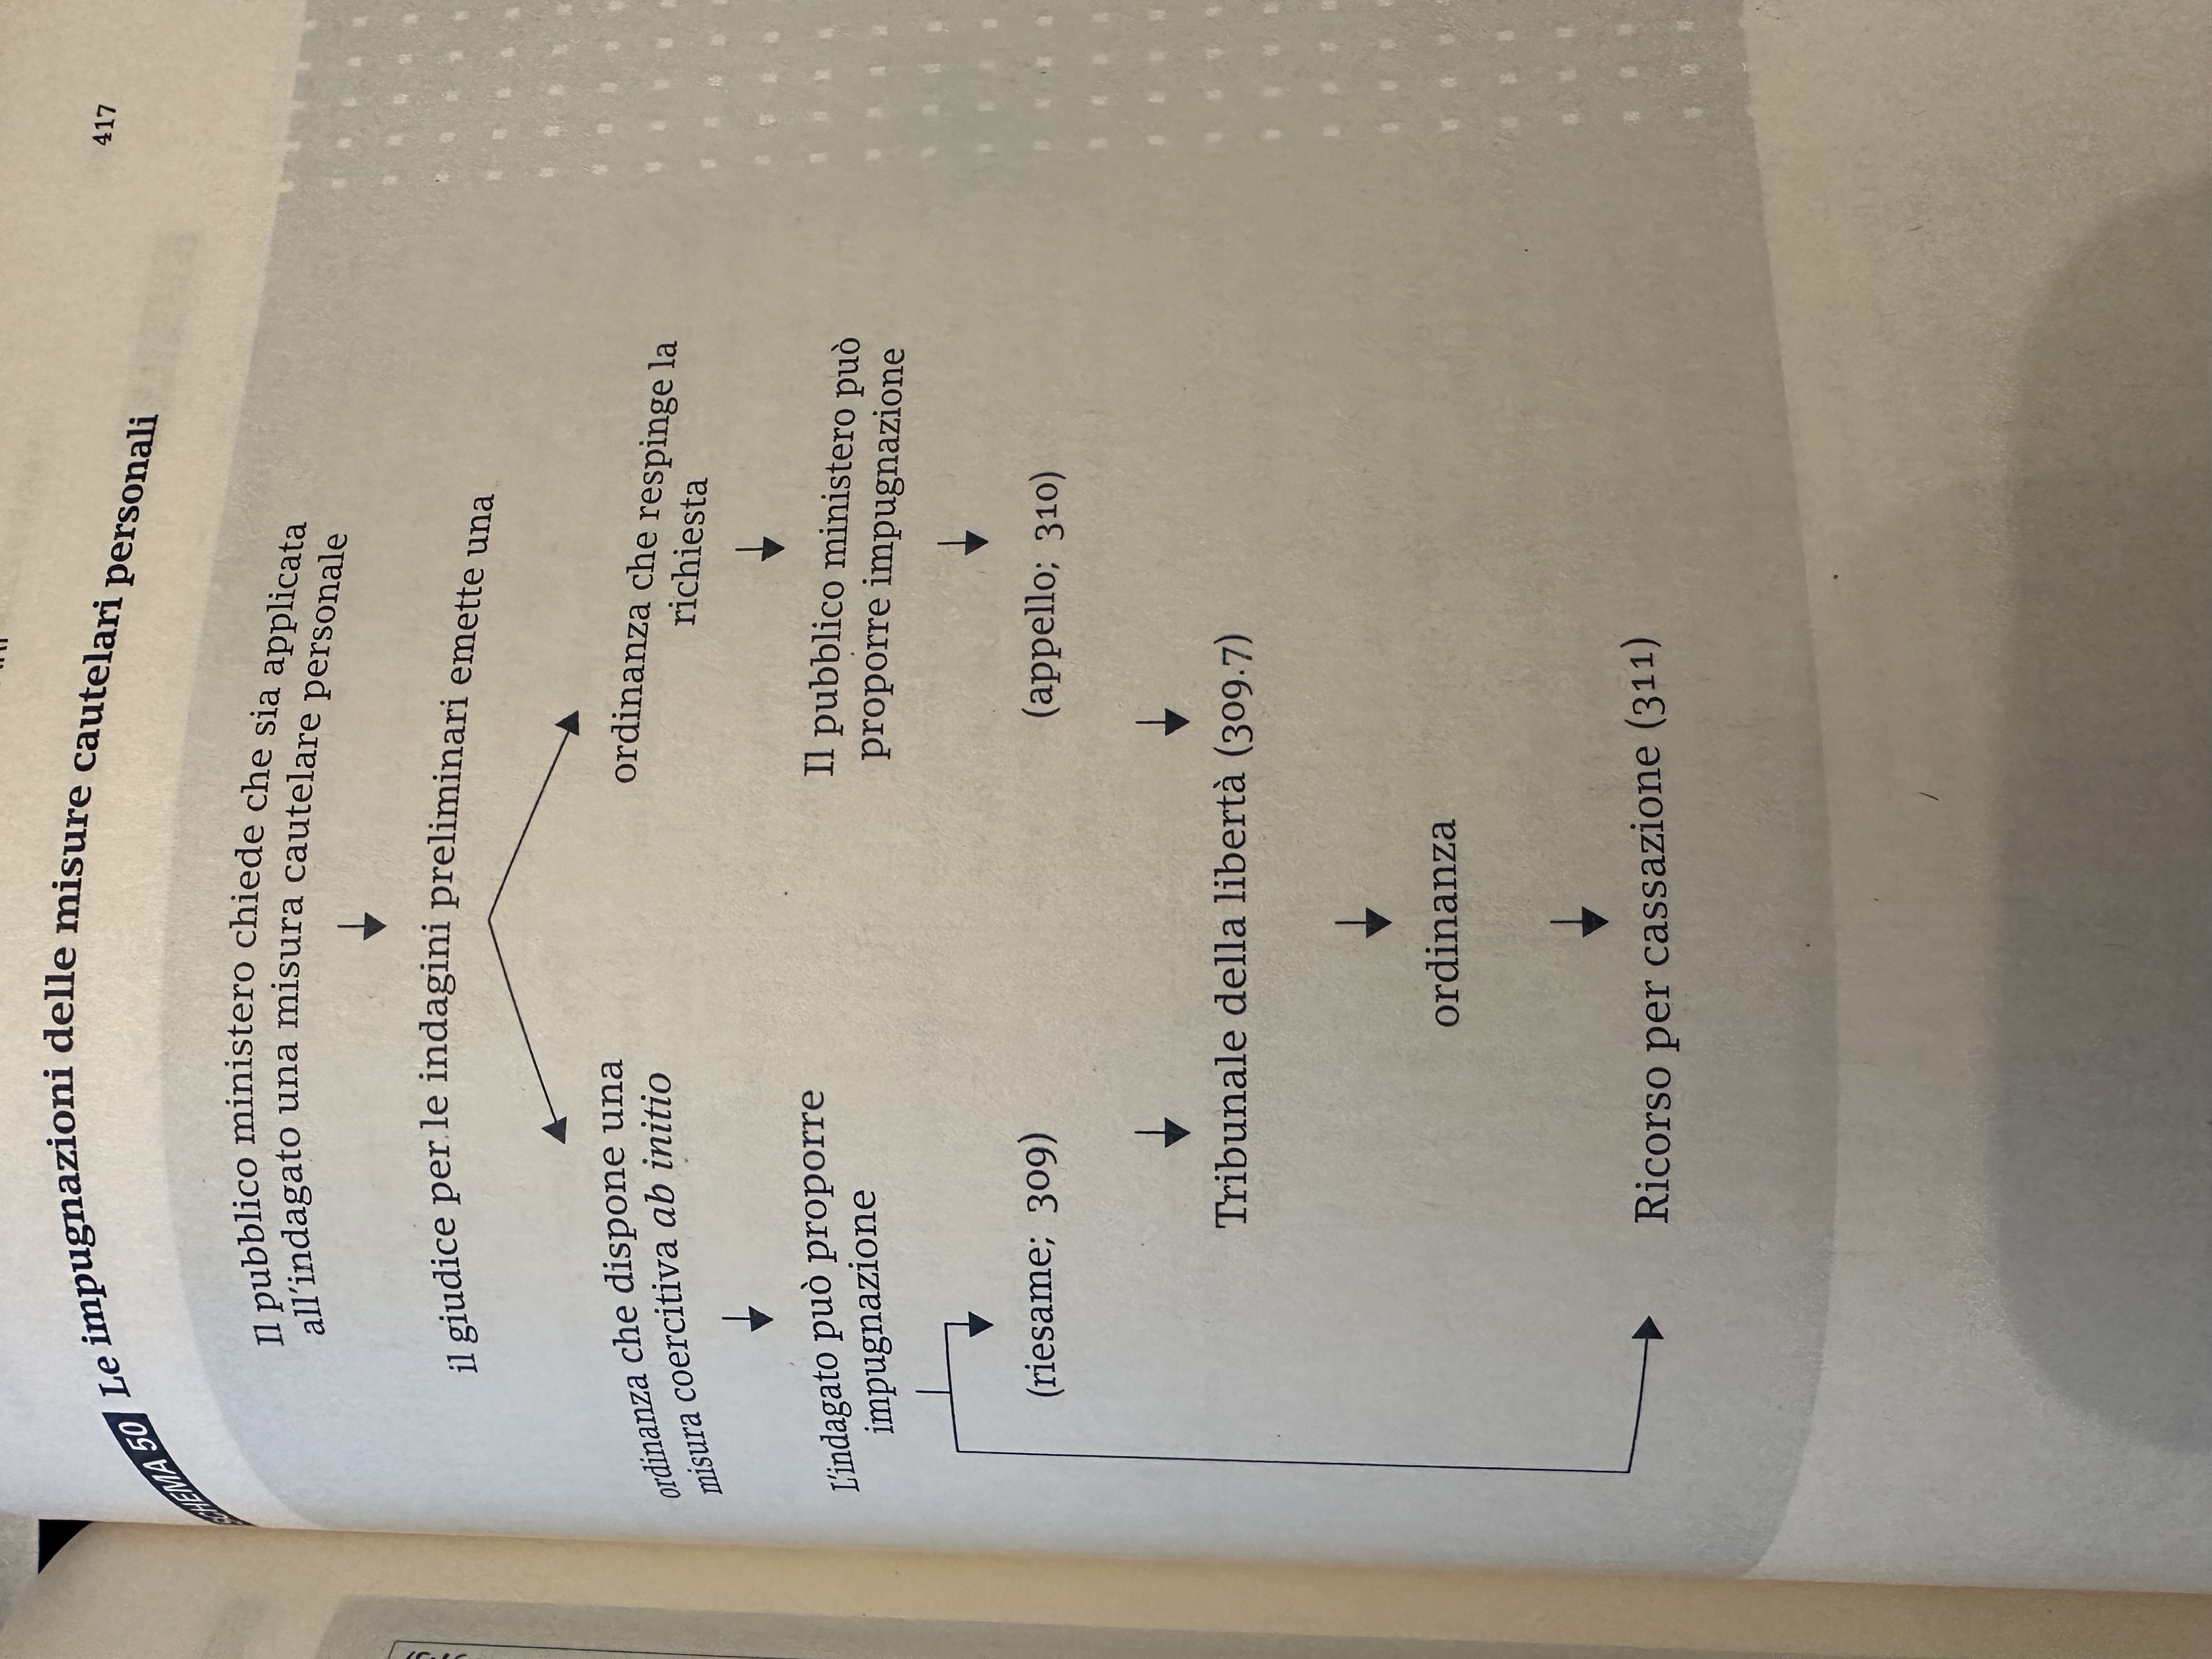 SCHEMA 50 Le impugnazioni delle misure cautelari personali
417
Il pubblico ministero chiede che sia applicata
all'indagato una misura cautelare personale
il giudice per le indagini preliminari emette una
ordinanza che dispone una
misura coercitiva ab initio
ordinanza che respinge la
richiesta
L'indagato può proporre
impugnazione
Il pubblico ministero può
proporre impugnazione
(riesame; 309)
(appello; 310)
Tribunale della libertà (309.7)
ordinanza
Ricorso per cassazione (311)